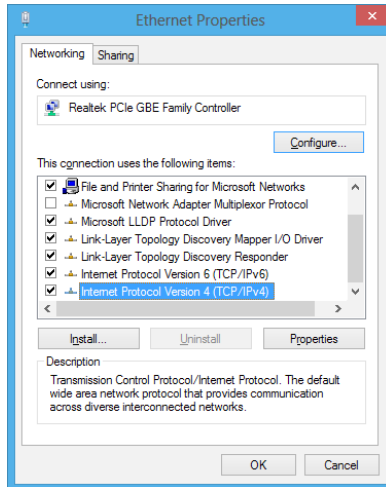 Ethernet Properties
Networking
Sharing
Connect using:
Realtek PCIe GBE Family Controller
Configure...
This connection uses the following items:
File and Printer Sharing for Microsoft Networks
Microsoft Network Adapter Multiplexor Protocol
Microsoft LLDP Protocol Driver
Link-Layer Topology Discovery Mapper I/O Driver
Link-Layer Topology Discovery Responder
Internet Protocol Version 6 (TCP/IPv6)
Internet Protocol Version 4 (TCP/IPv4)
Install...
Uninstall
Properties
Description
Transmission Control Protocol/Internet Protocol. The default
wide area network protocol that provides communication
across diverse interconnected networks.
OK
Cancel